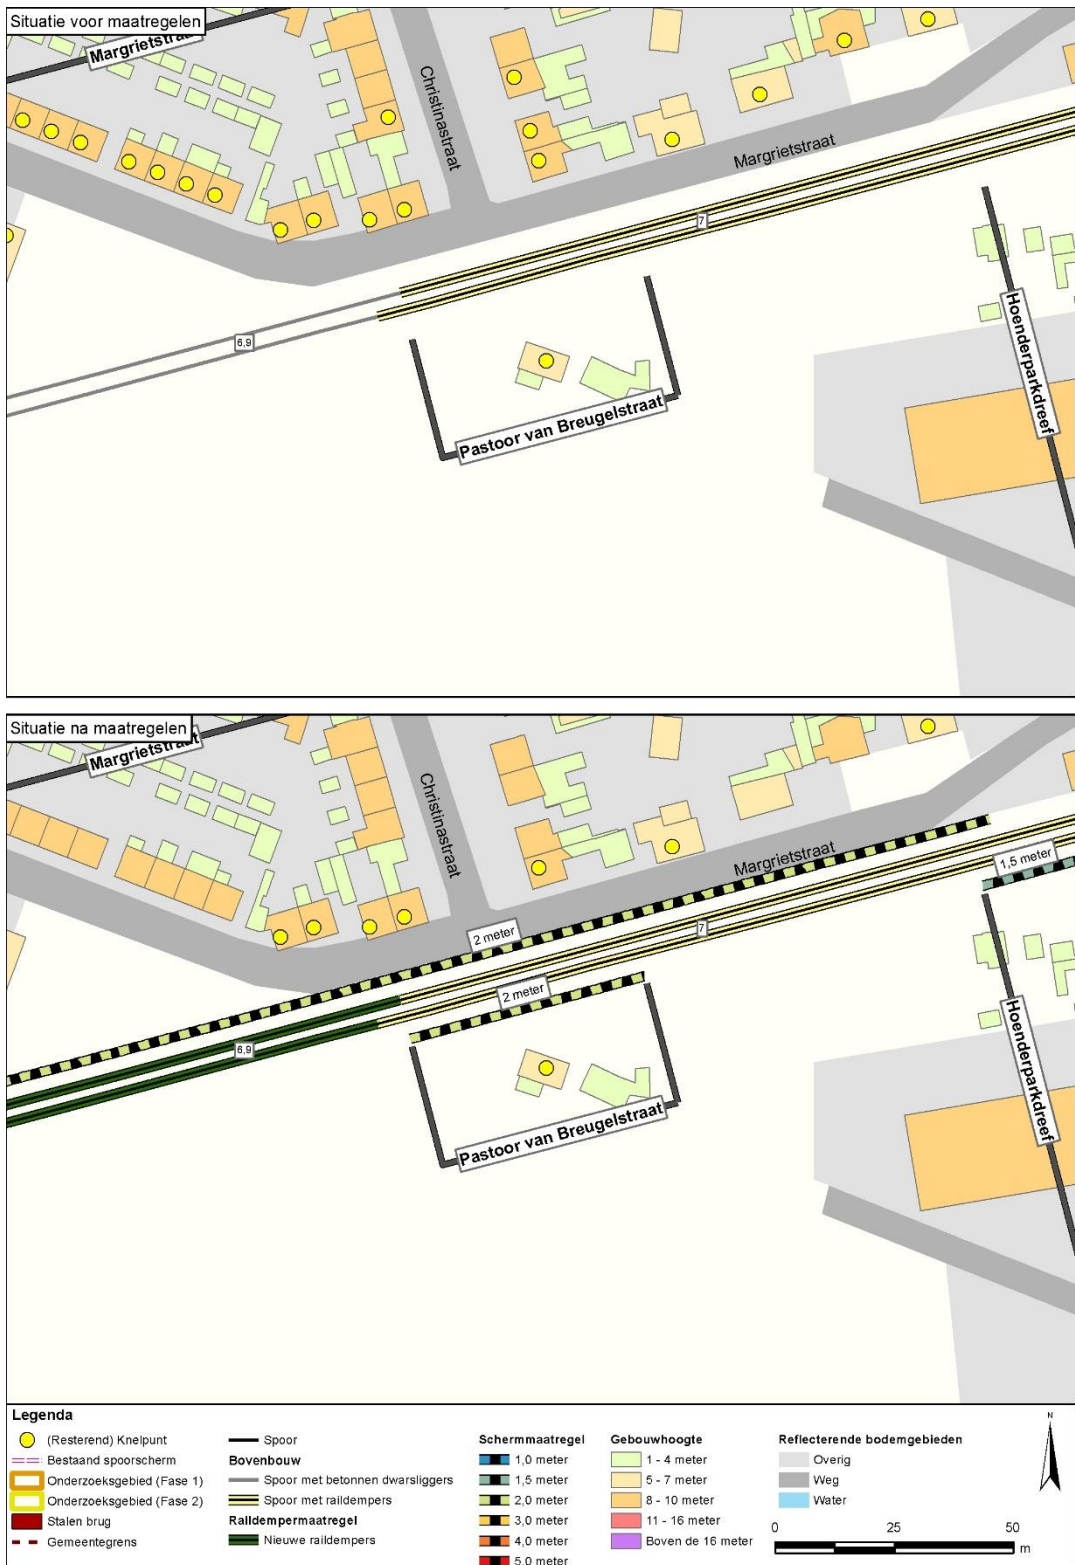 Situatie voor maatregelen
Margrietstraat
Christinastraat
Margrietstraat
7
6,9
Hoenderparkdreef
Pastoor van Breugelstraat
Situatie na maatregelen
Margrietstraat
Christinastraat
Margrietstraat
1,5 meter
2 meter
7
2 meter
6,9
Hoenderparkdreef
Pastoor van Breugelstraat
Legenda
(Resterend) Knelpunt
Bestaand spoorscherm
Onderzoeksgebied (Fase 1)
Onderzoeksgebied (Fase 2)
Stalen brug
Gemeentegrens
Spoor
Bovenbouw
Spoor met betonnen dwarsliggers
Spoor met raildempers
Raildempermaatregel
Nieuwe raildempers
Schermmaatregel
1,0 meter
1,5 meter
2,0 meter
3,0 meter
4,0 meter
5,0 meter
Gebouwhoogte
1 - 4 meter
5 - 7 meter
8 - 10 meter
11 - 16 meter
Boven de 16 meter
Reflecterende bodemgebieden
Overig
Weg
Water
N
0 25 50
m